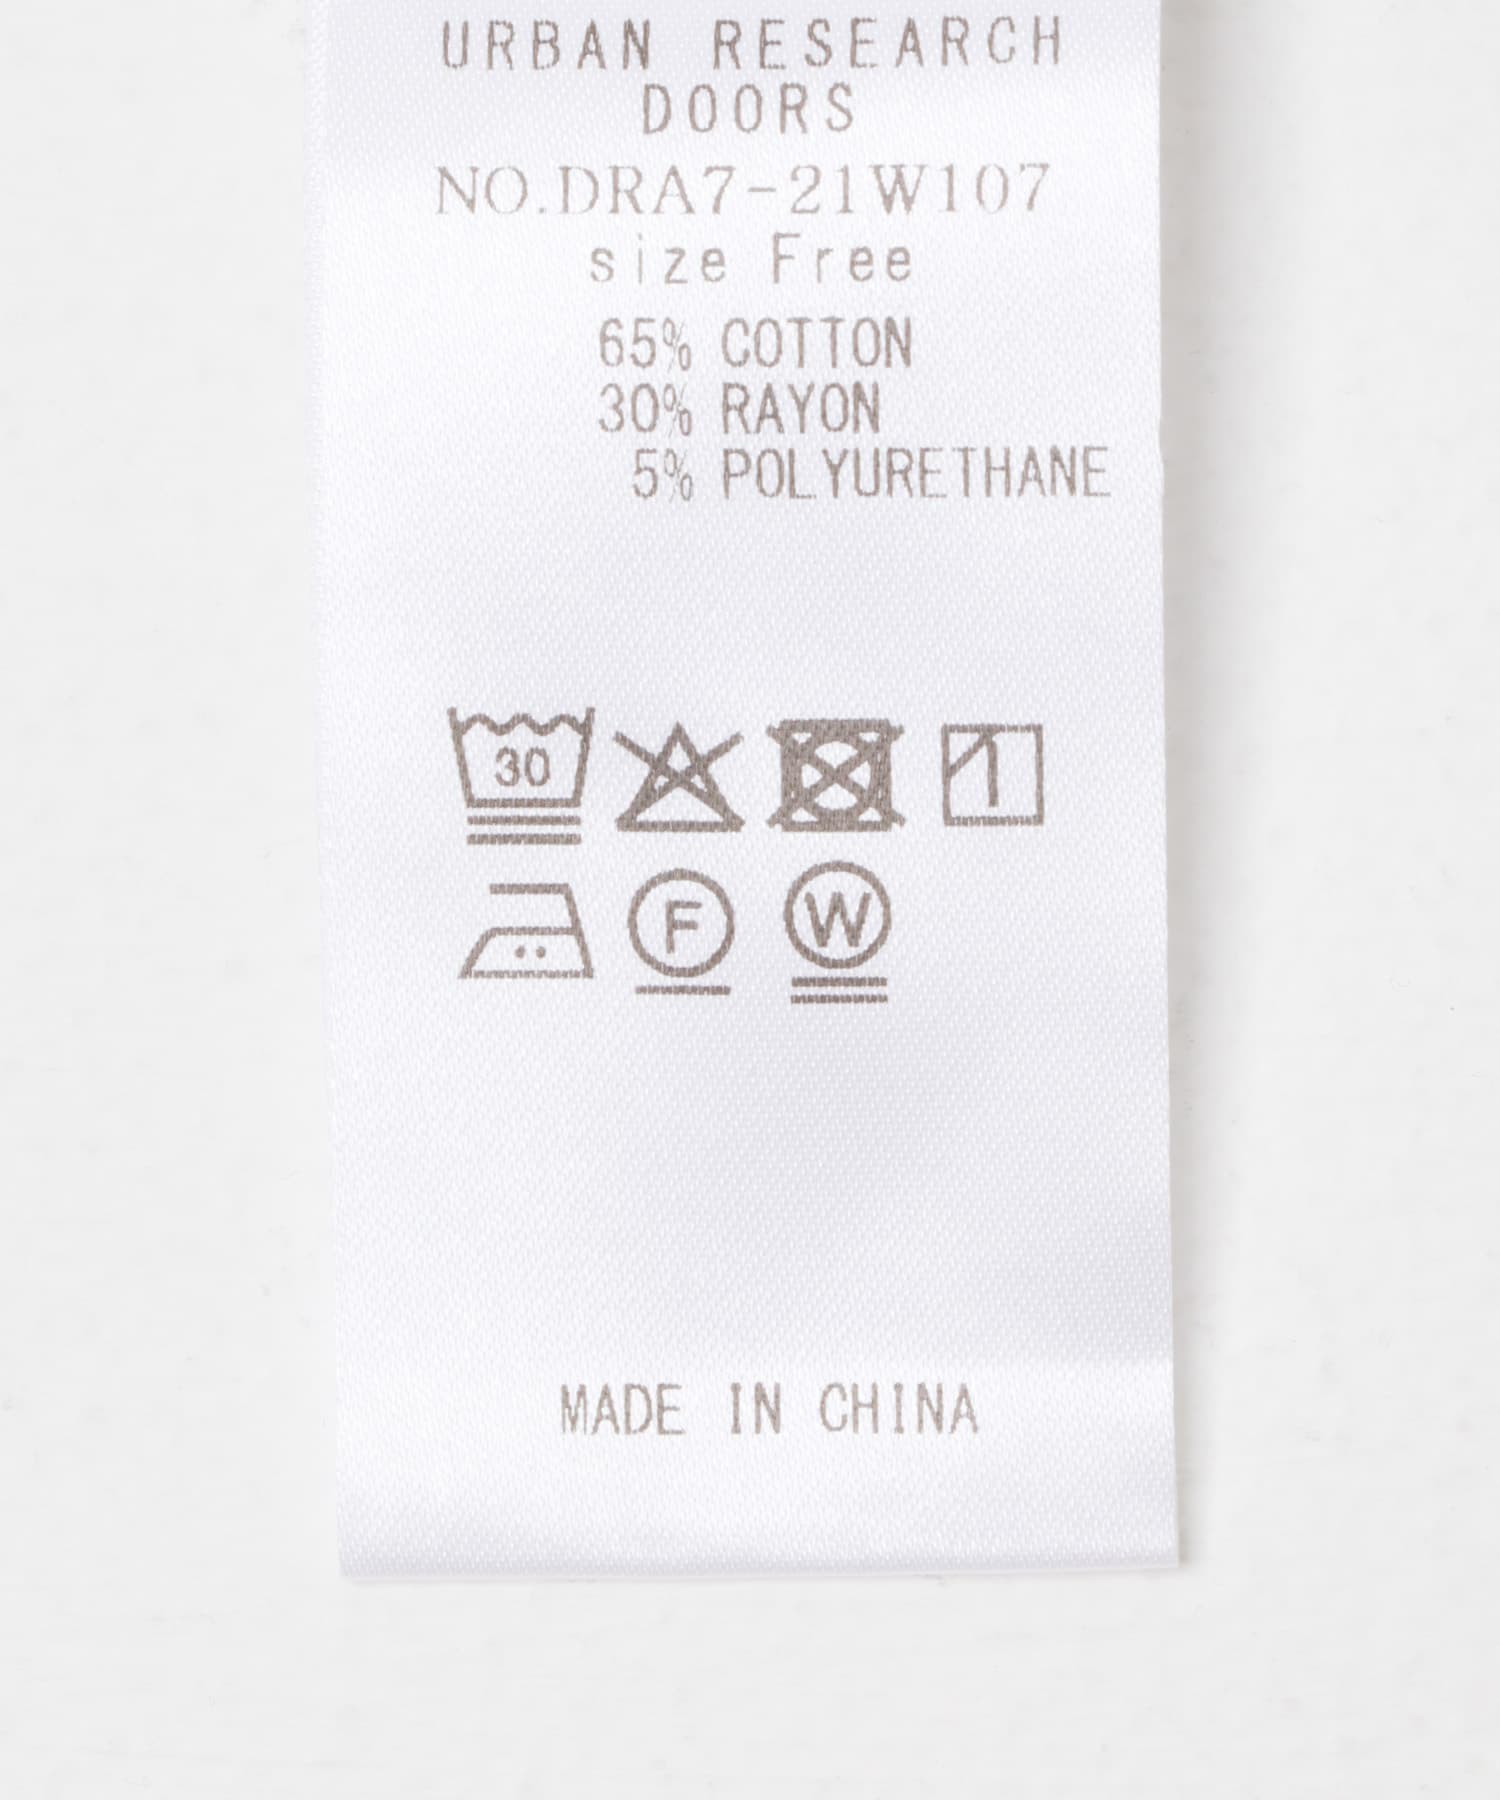 URBAN RESEARCH
DOORS
NO.DRA7-21W107
size Free
65% COTTON
30% RAYON
5% POLYURETHANE
30
F W
MADE IN CHINA